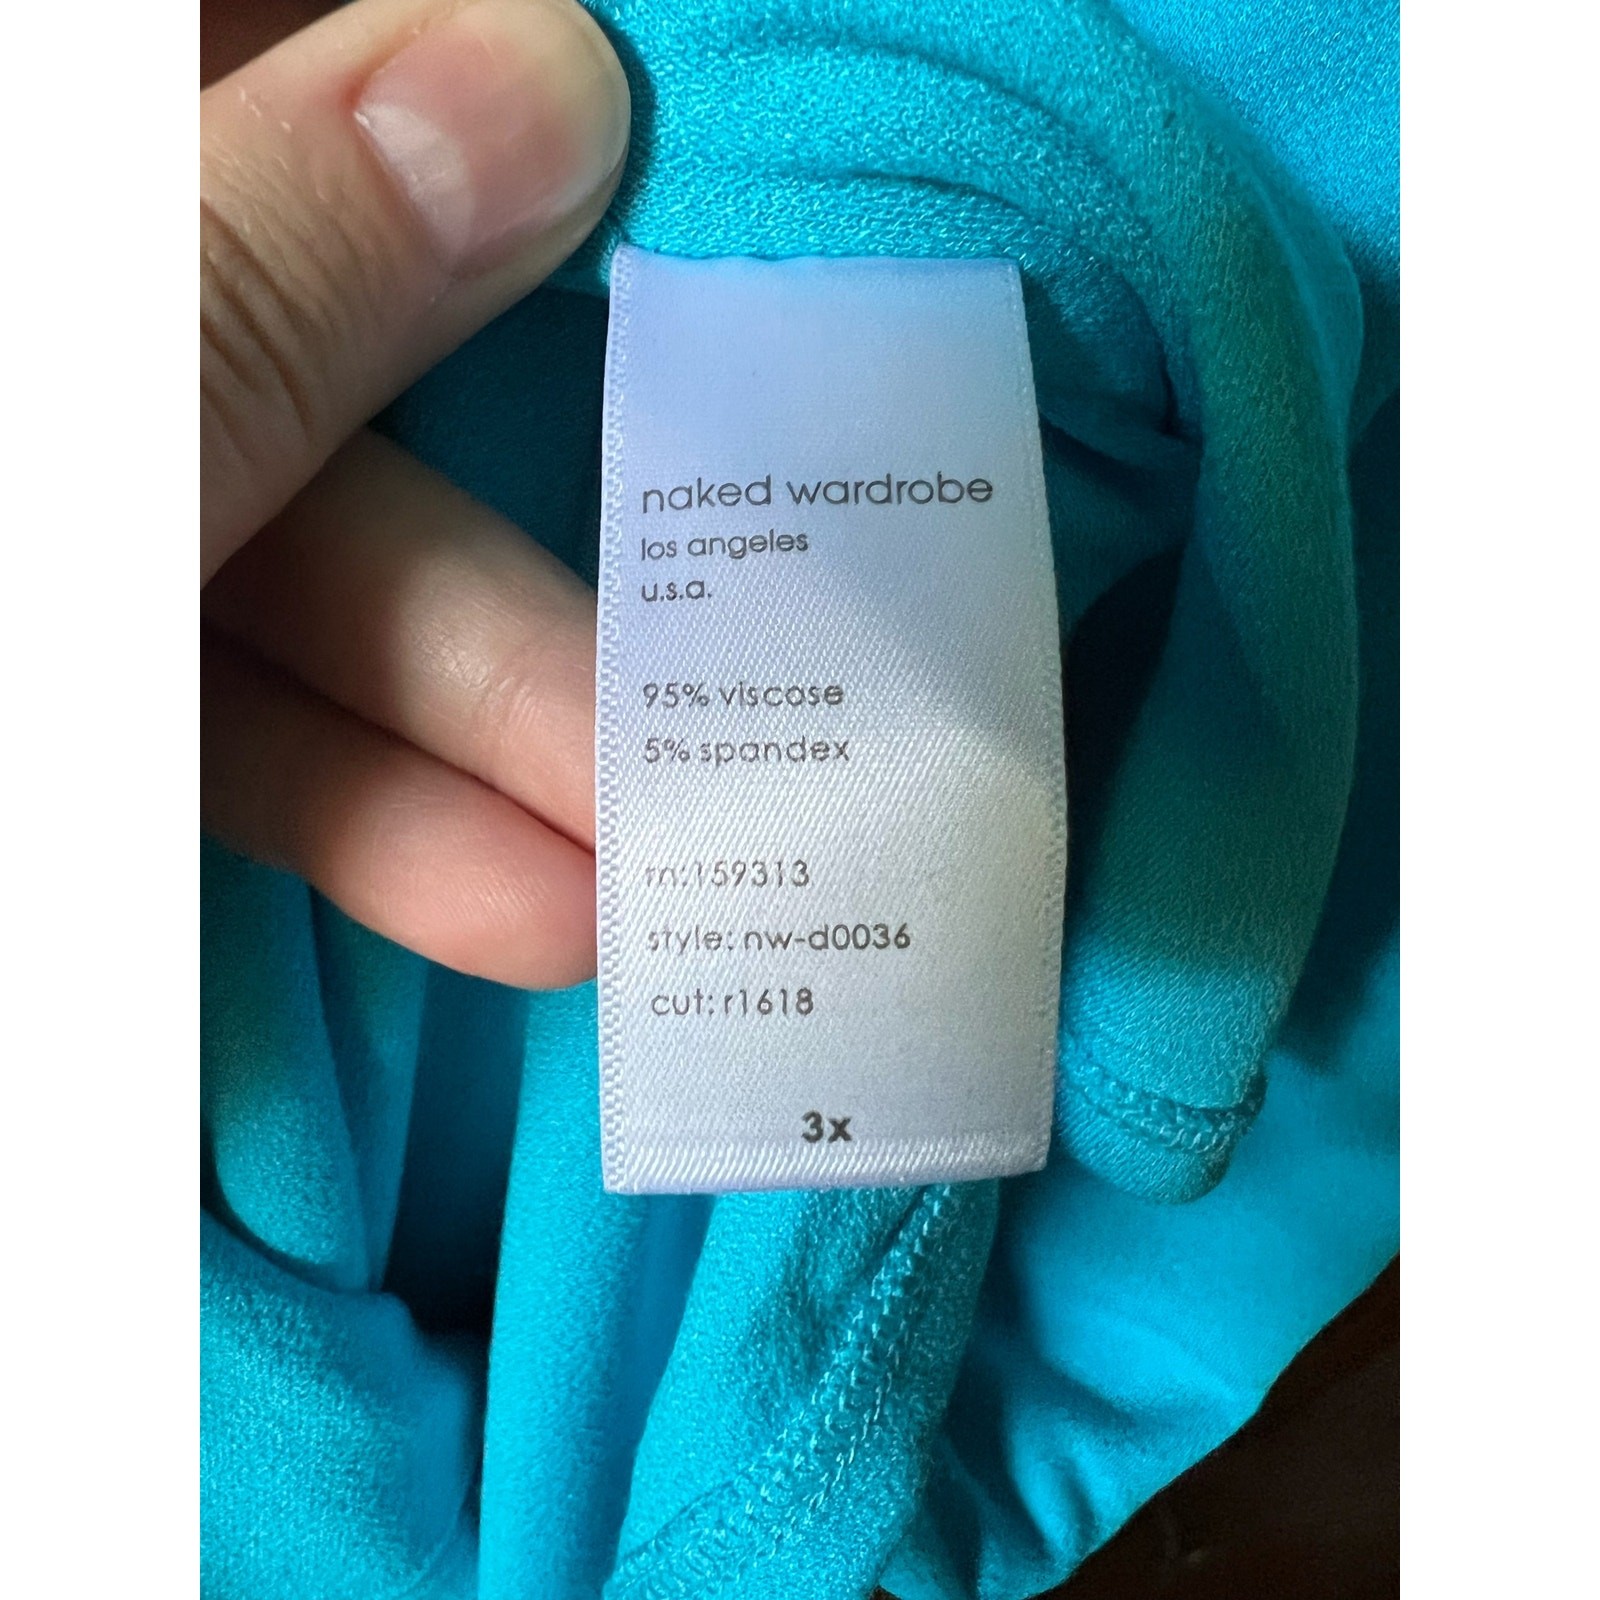 naked wardrobe
los angeles
u.s.a.
95% viscose
5% spandex
rn:159313
style: nw-d0036
cut: r1618
3x